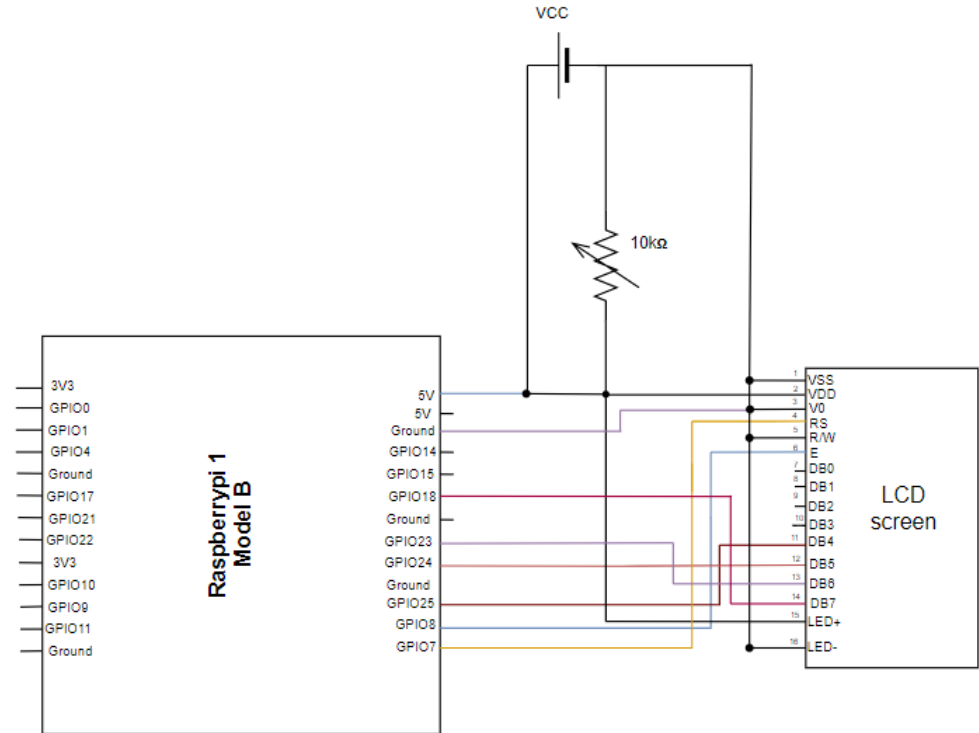 VCC
10kΩ
Raspberrypi 1
Model B
3V3
GPIO0
GPIO1
GPIO4
Ground
GPIO17
GPIO21
GPIO22
3V3
GPIO10
GPIO9
GPIO11
Ground
5V
5V
Ground
GPIO14
GPIO15
GPIO18
Ground
GPIO23
GPIO24
Ground
GPIO25
GPIO8
GPIO7
1 VSS
2 VDD
3 V0
4 RS
5 R/W
6 E
7 DB0
8 DB1
9 DB2
10 DB3
11 DB4
12 DB5
13 DB6
14 DB7
15 LED+
16 LED-
LCD
screen